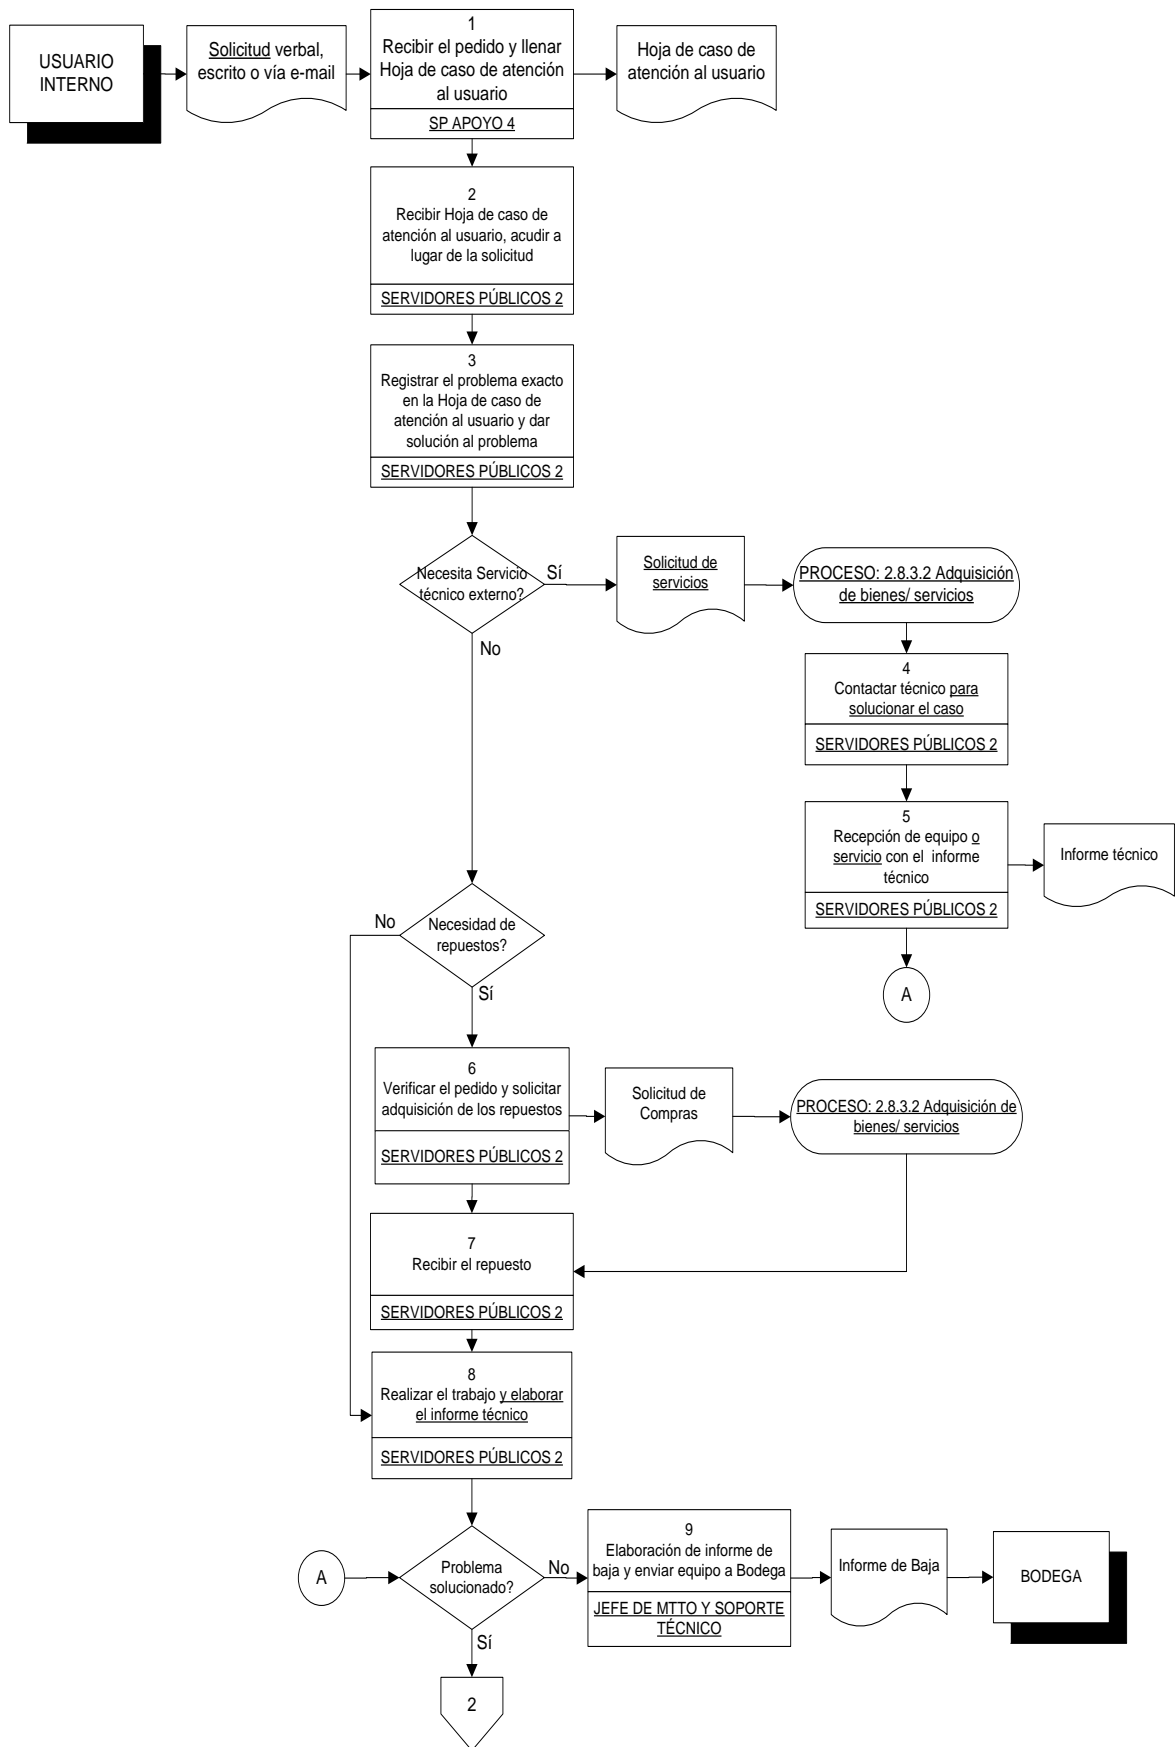 USUARIO
INTERNO
Solicitud verbal,
escrito o vía e-mail
1
Recibir el pedido y llenar
Hoja de caso de atención
al usuario
SP APOYO 4
Hoja de caso de
atención al usuario
2
Recibir Hoja de caso de
atención al usuario, acudir a
lugar de la solicitud
SERVIDORES PÚBLICOS 2
3
Registrar el problema exacto
en la Hoja de caso de
atención al usuario y dar
solución al problema
SERVIDORES PÚBLICOS 2
Necesita Servicio
técnico externo?
Sí
No
Solicitud de
servicios
PROCESO: 2.8.3.2 Adquisición
de bienes/ servicios
4
Contactar técnico para
solucionar el caso
SERVIDORES PÚBLICOS 2
5
Recepción de equipo o
servicio con el informe
técnico
SERVIDORES PÚBLICOS 2
Informe técnico
A
No
Necesidad de
repuestos?
Sí
6
Verificar el pedido y solicitar
adquisición de los repuestos
SERVIDORES PÚBLICOS 2
Solicitud de
Compras
PROCESO: 2.8.3.2 Adquisición de
bienes/ servicios
7
Recibir el repuesto
SERVIDORES PÚBLICOS 2
8
Realizar el trabajo y elaborar
el informe técnico
SERVIDORES PÚBLICOS 2
A
Problema
solucionado?
No
Sí
9
Elaboración de informe de
baja y enviar equipo a Bodega
JEFE DE MTTO Y SOPORTE
TÉCNICO
Informe de Baja
BODEGA
2